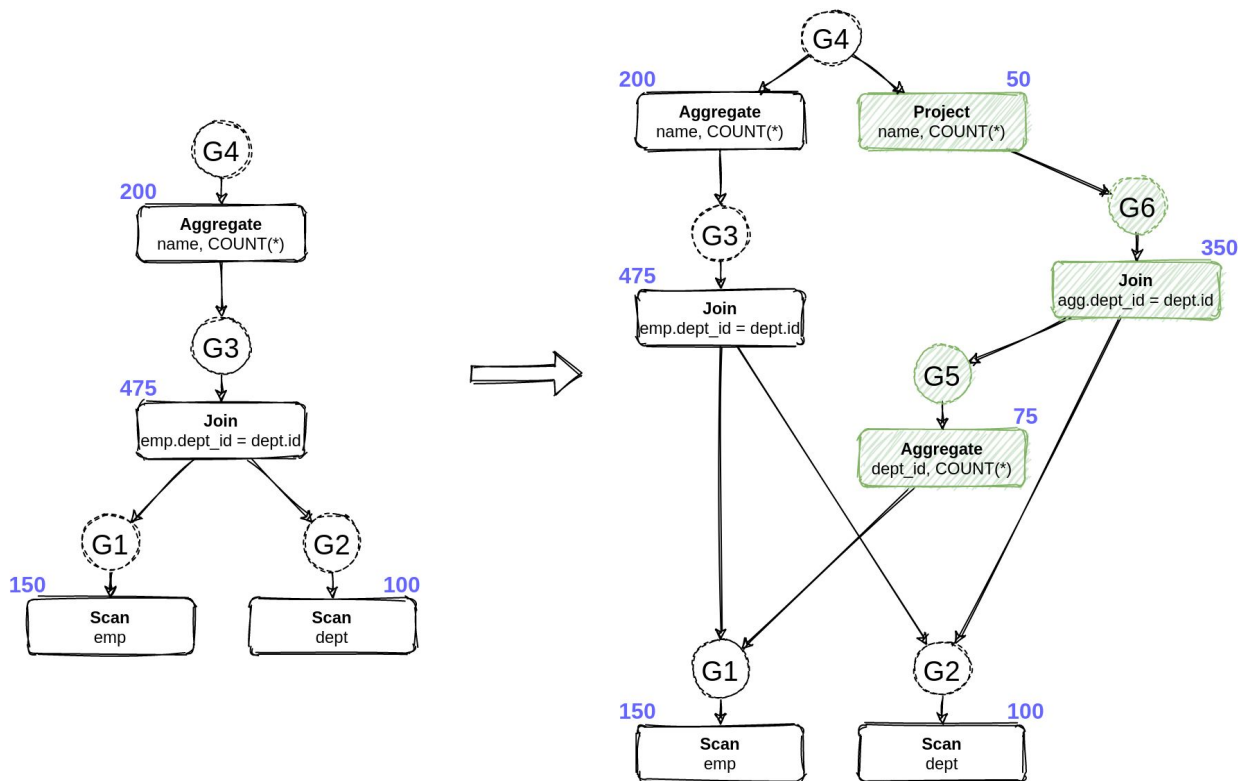 G4
200
Aggregate
name, COUNT(*)
G3
475
Join
emp.dept_id = dept.id
G1
G2
150
Scan
emp
100
Scan
dept
G4
200
Aggregate
name, COUNT(*)
50
Project
name, COUNT(*)
G3
G6
475
Join
emp.dept_id = dept.id
350
Join
agg.dept_id = dept.id
G5
75
Aggregate
dept_id, COUNT(*)
G1
G2
150
Scan
emp
100
Scan
dept